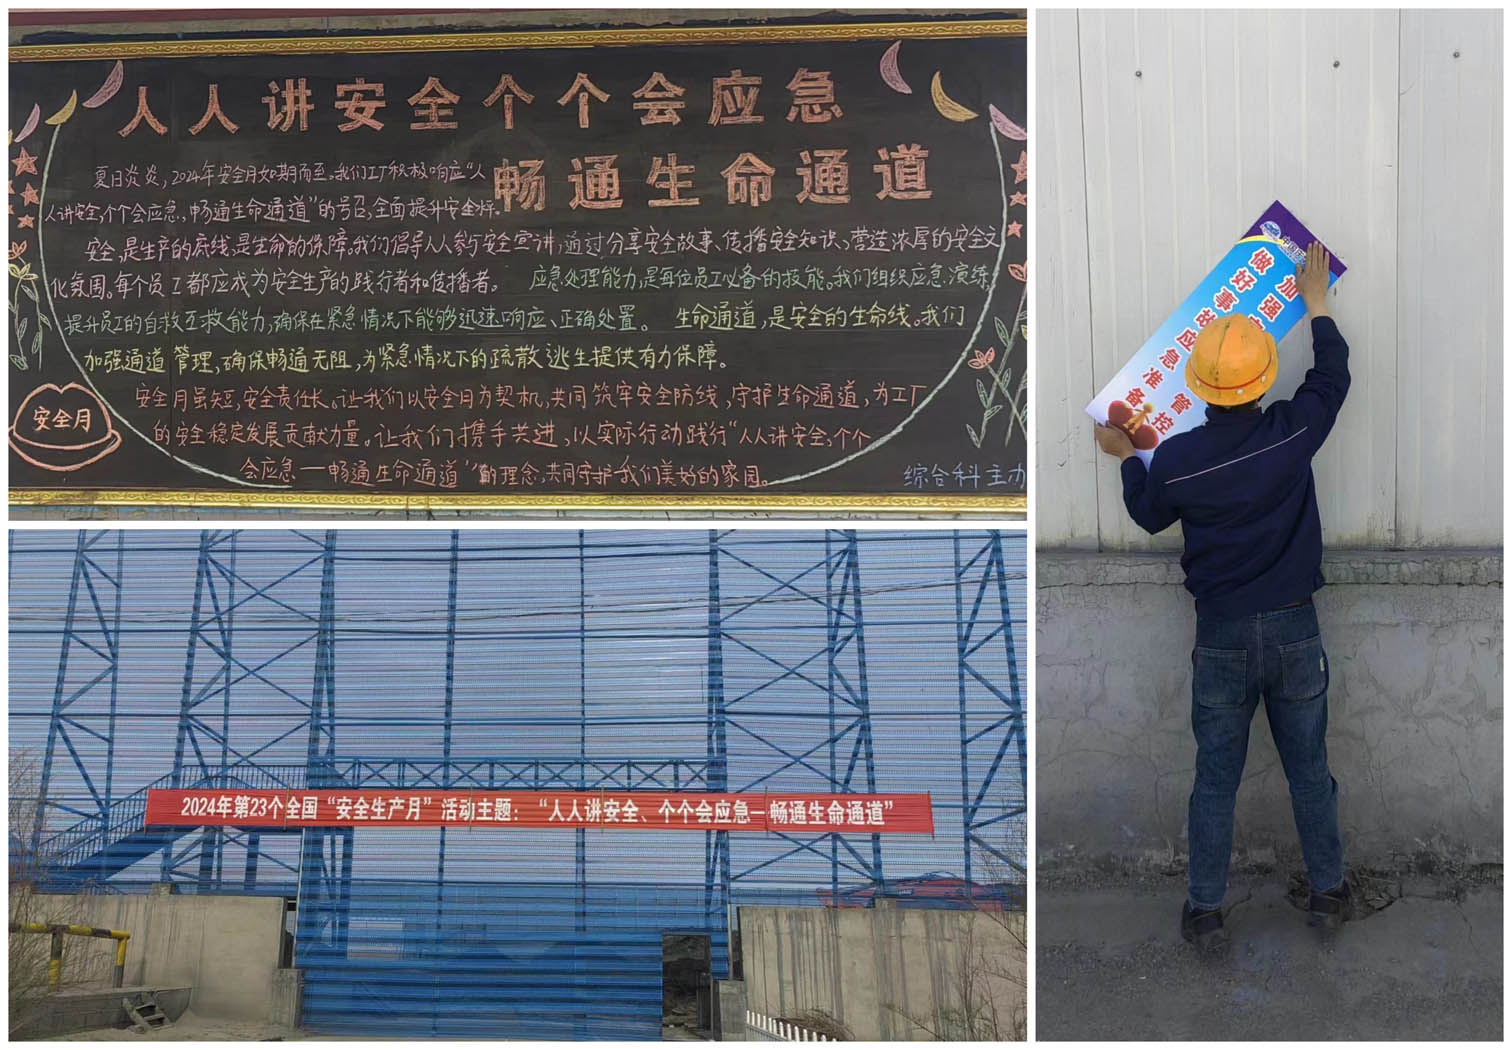 人人讲安全个个会应急
畅通生命通道
夏日炎炎，2024年安全月如期而至。我们工厂积极响应“人
人讲安全，个个会应急，畅通生命通道”的号召，全面提升安全
安全，是生产的底线，是生命的保障。我们倡导人人参与安全宣讲，通过分享安全故事、传播安全知识，营造浓厚的安全文
化氛围。每个员工都应成为安全生产的践行者和传播者。 应急处理能力，是每位员工必备的技能。我们组织应急演练，
提升员工的自救互救能力，确保在紧急情况下能够迅速响应、正确处置。 生命通道，是安全的生命线。我们
加强通道管理，确保畅通无阻，为紧急情况下的疏散逃生提供有力保障。
安全月虽短，安全责任长。让我们以安全月为契机，共同筑牢安全防线，守护生命通道，为工厂
的安全稳定发展贡献力量。让我们携手共进，以实际行动践行“人人讲安全，个个
会应急——畅通生命通道”的理念，共同守护我们美好的家园。
安全月
综合科主办
2024年第23个全国“安全生产月”活动主题：“人人讲安全、个个会应急—畅通生命通道”
中国
加强
管控
做好事故应急准备